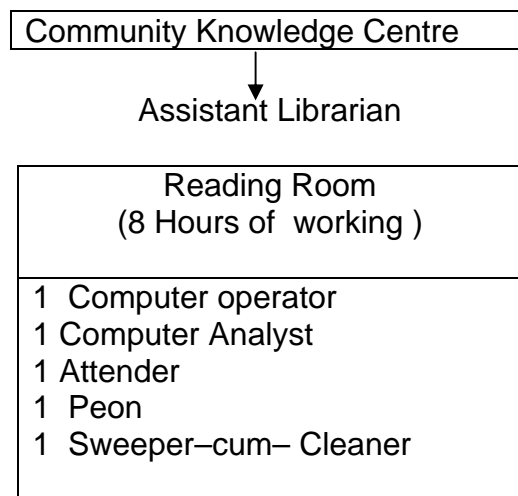 Community Knowledge Centre
Assistant Librarian
Reading Room
(8 Hours of working )
1 Computer operator
1 Computer Analyst
1 Attender
1 Peon
1 Sweeper–cum– Cleaner